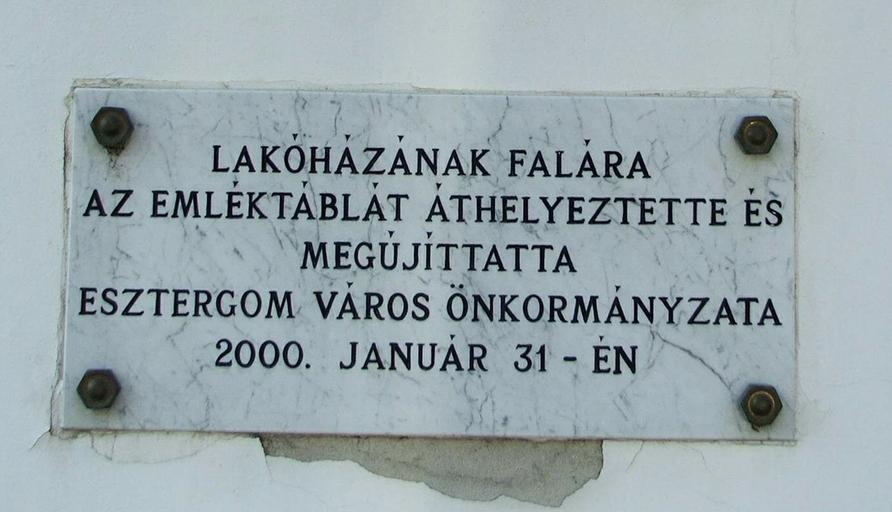 LAKÓHÁZÁNAK FALÁRA
AZ EMLÉKTÁBLÁT ÁTHELYEZTETTE ÉS
MEGÚJÍTTATTA
ESZTERGOM VÁROS ÖNKORMÁNYZATA
2000. JANUÁR 31 - ÉN